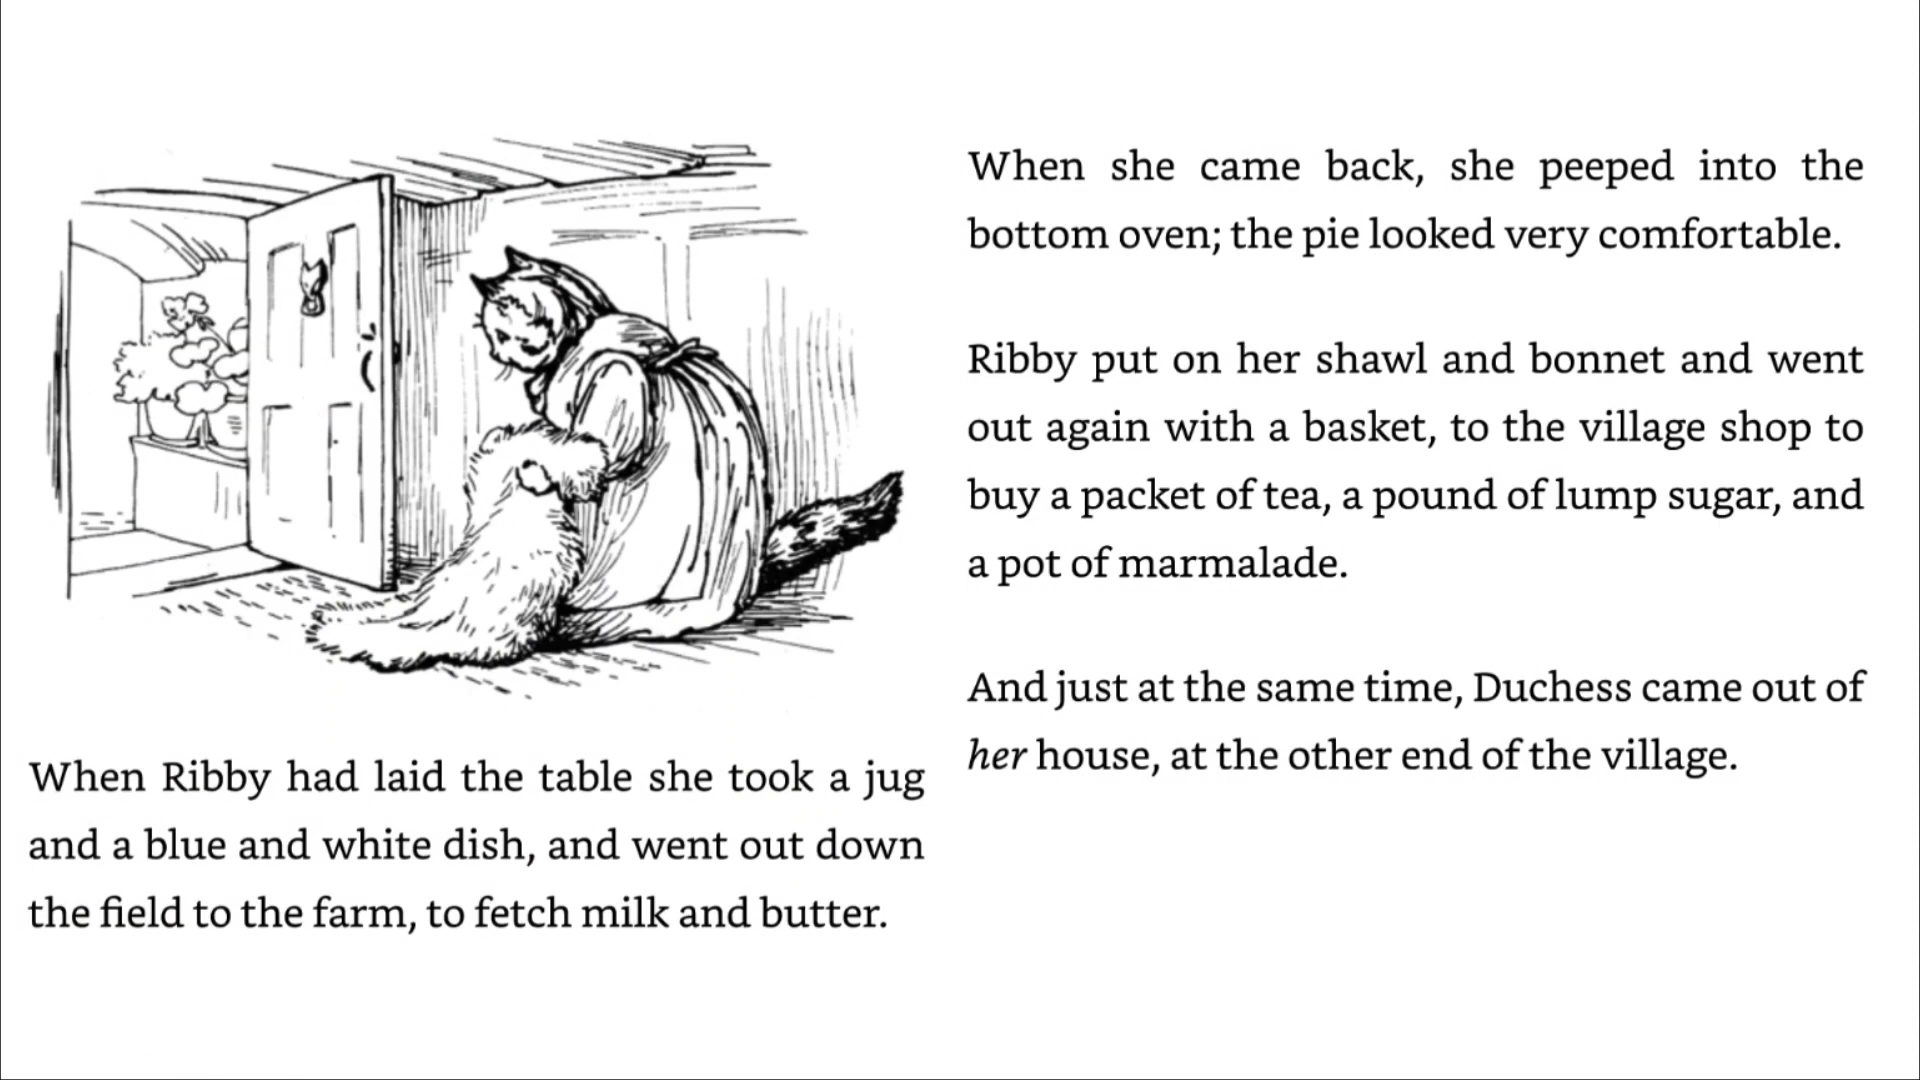 When Ribby had laid the table she took a jug
and a blue and white dish, and went out down
the field to the farm, to fetch milk and butter.
When she came back, she peeped into the
bottom oven; the pie looked very comfortable.
Ribby put on her shawl and bonnet and went
out again with a basket, to the village shop to
buy a packet of tea, a pound of lump sugar, and
a pot of marmalade.
And just at the same time, Duchess came out of
her house, at the other end of the village.